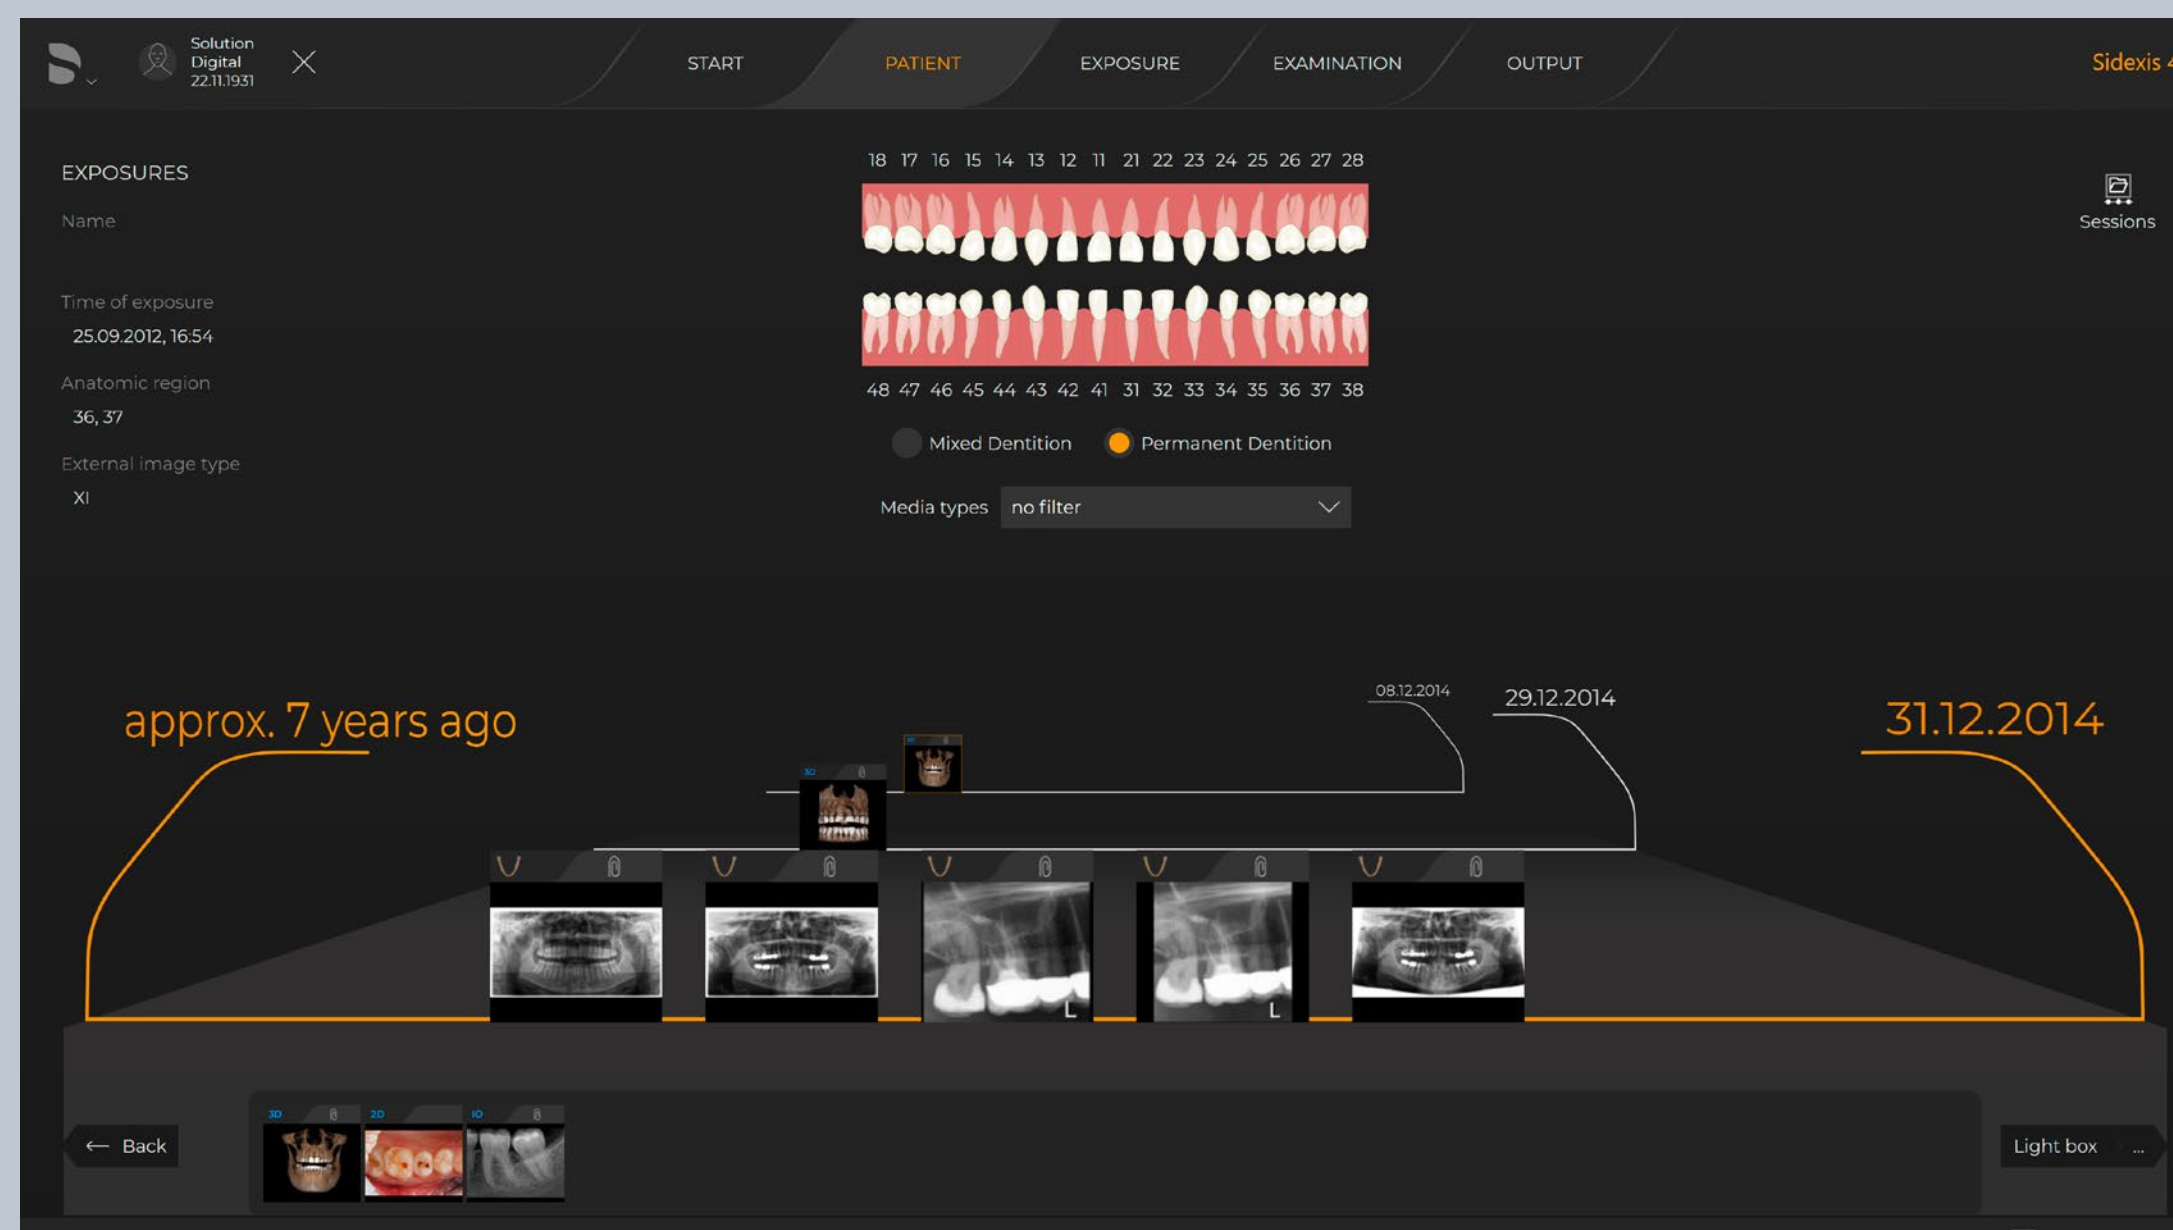 Solution
Digital
22.11.1931
START
PATIENT
EXPOSURE
EXAMINATION
OUTPUT
Sidexis 4
EXPOSURES
Name
Time of exposure
25.09.2012, 16:54
Anatomic region
36, 37
External image type
XI
18 17 16 15 14 13 12 11 21 22 23 24 25 26 27 28
48 47 46 45 44 43 42 41 31 32 33 34 35 36 37 38
Mixed Dentition
Permanent Dentition
Media types
no filter
Sessions
approx. 7 years ago
08.12.2014
29.12.2014
31.12.2014
3D
L
L
Back
3D
2D
IO
Light box ...